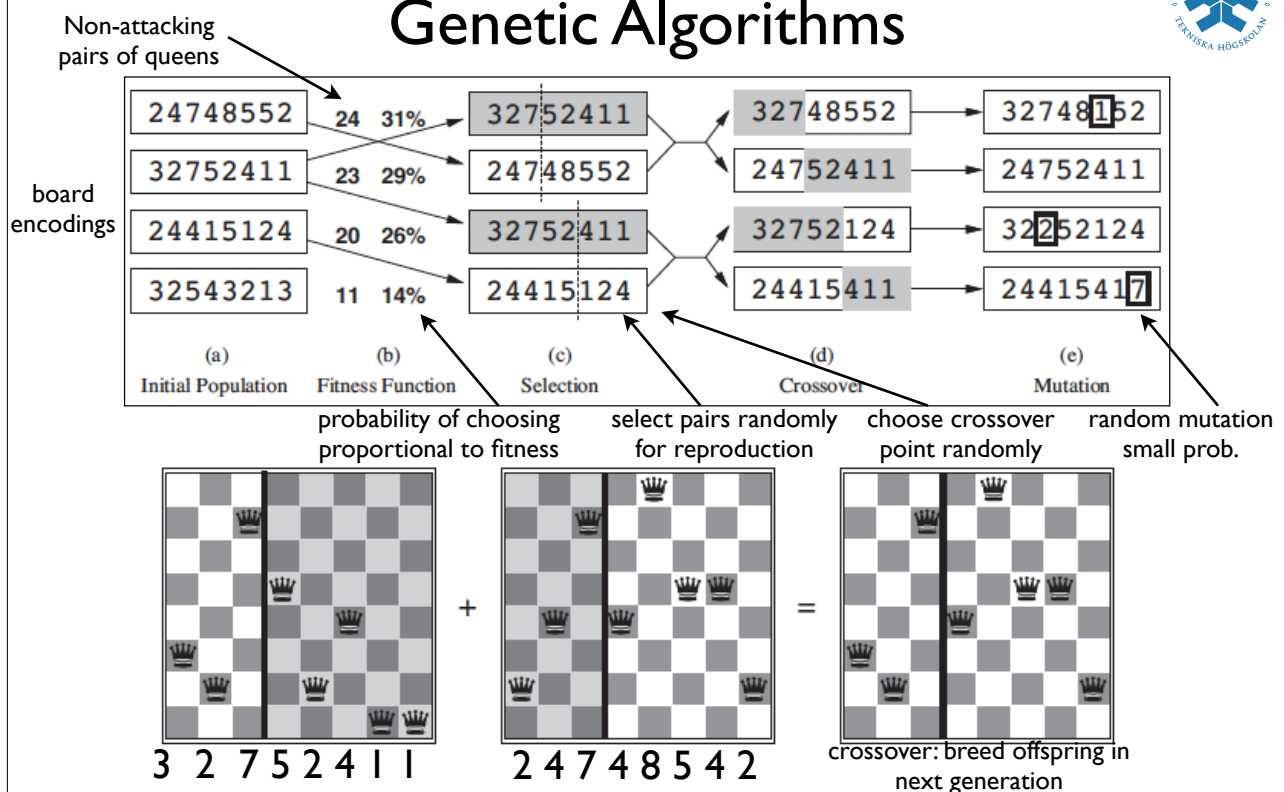 Genetic Algorithms
TEKNISKA HÖGSKOLAN
Non-attacking
pairs of queens
board
encodings
24748552
32752411
24415124
32543213
24 31%
23 29%
20 26%
11 14%
32752411
24748552
32752411
24415124
32748552
24752411
32752124
24415411
32748152
24752411
32252124
24415417
(a)
Initial Population
(b)
Fitness Function
(c)
Selection
(d)
Crossover
(e)
Mutation
probability of choosing
proportional to fitness
select pairs randomly
for reproduction
choose crossover
point randomly
random mutation
small prob.
+
=
3 2 7 5 2 4 1 1
2 4 7 4 8 5 4 2
crossover: breed offspring in
next generation